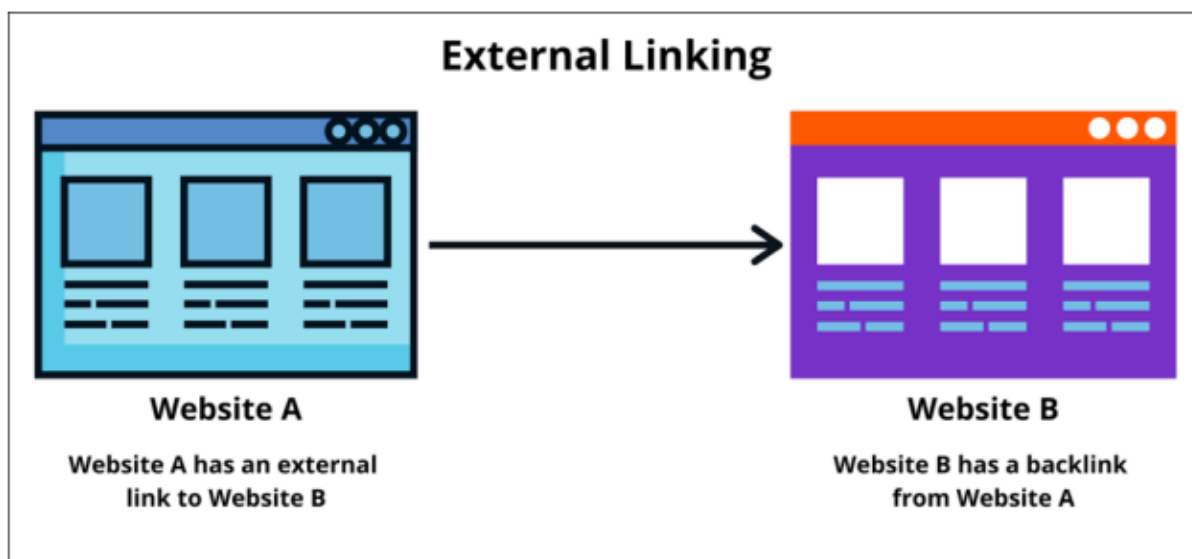 External Linking
Website A
Website A has an external
link to Website B
Website B
Website B has a backlink
from Website A